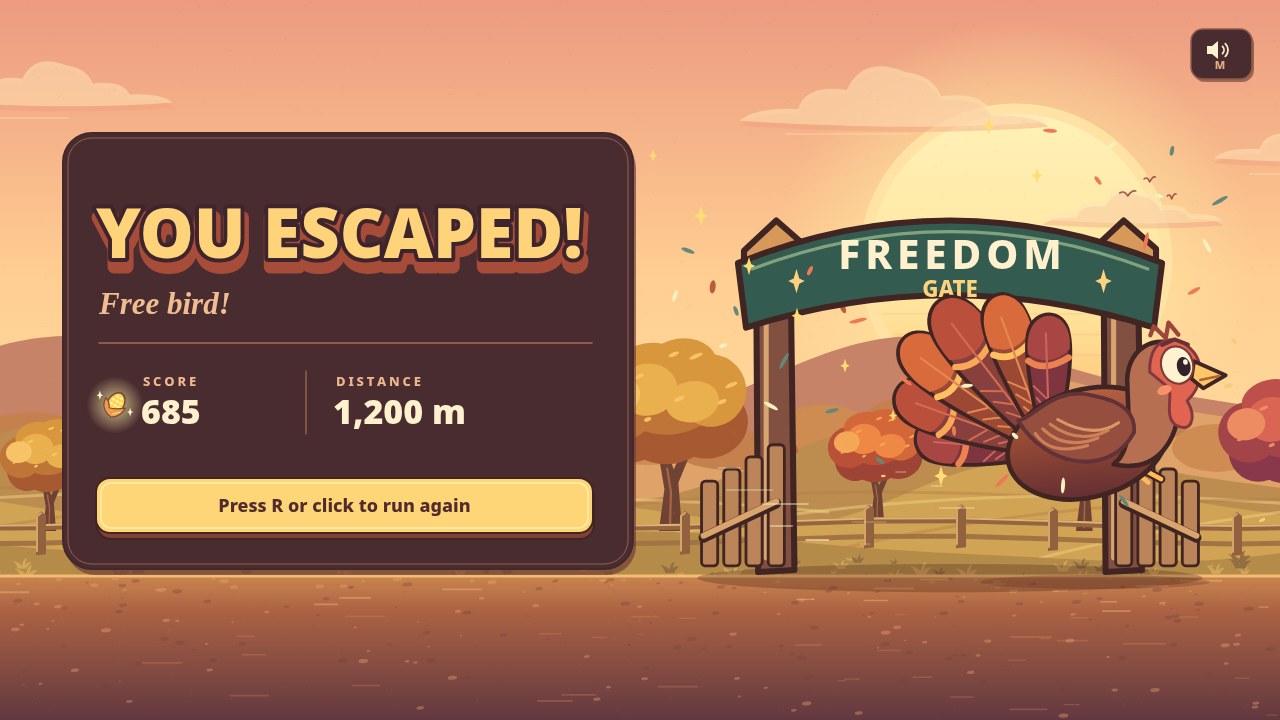 M
YOU ESCAPED!
Free bird!
SCORE
685
DISTANCE
1,200 m
Press R or click to run again
FREEDOM
GATE